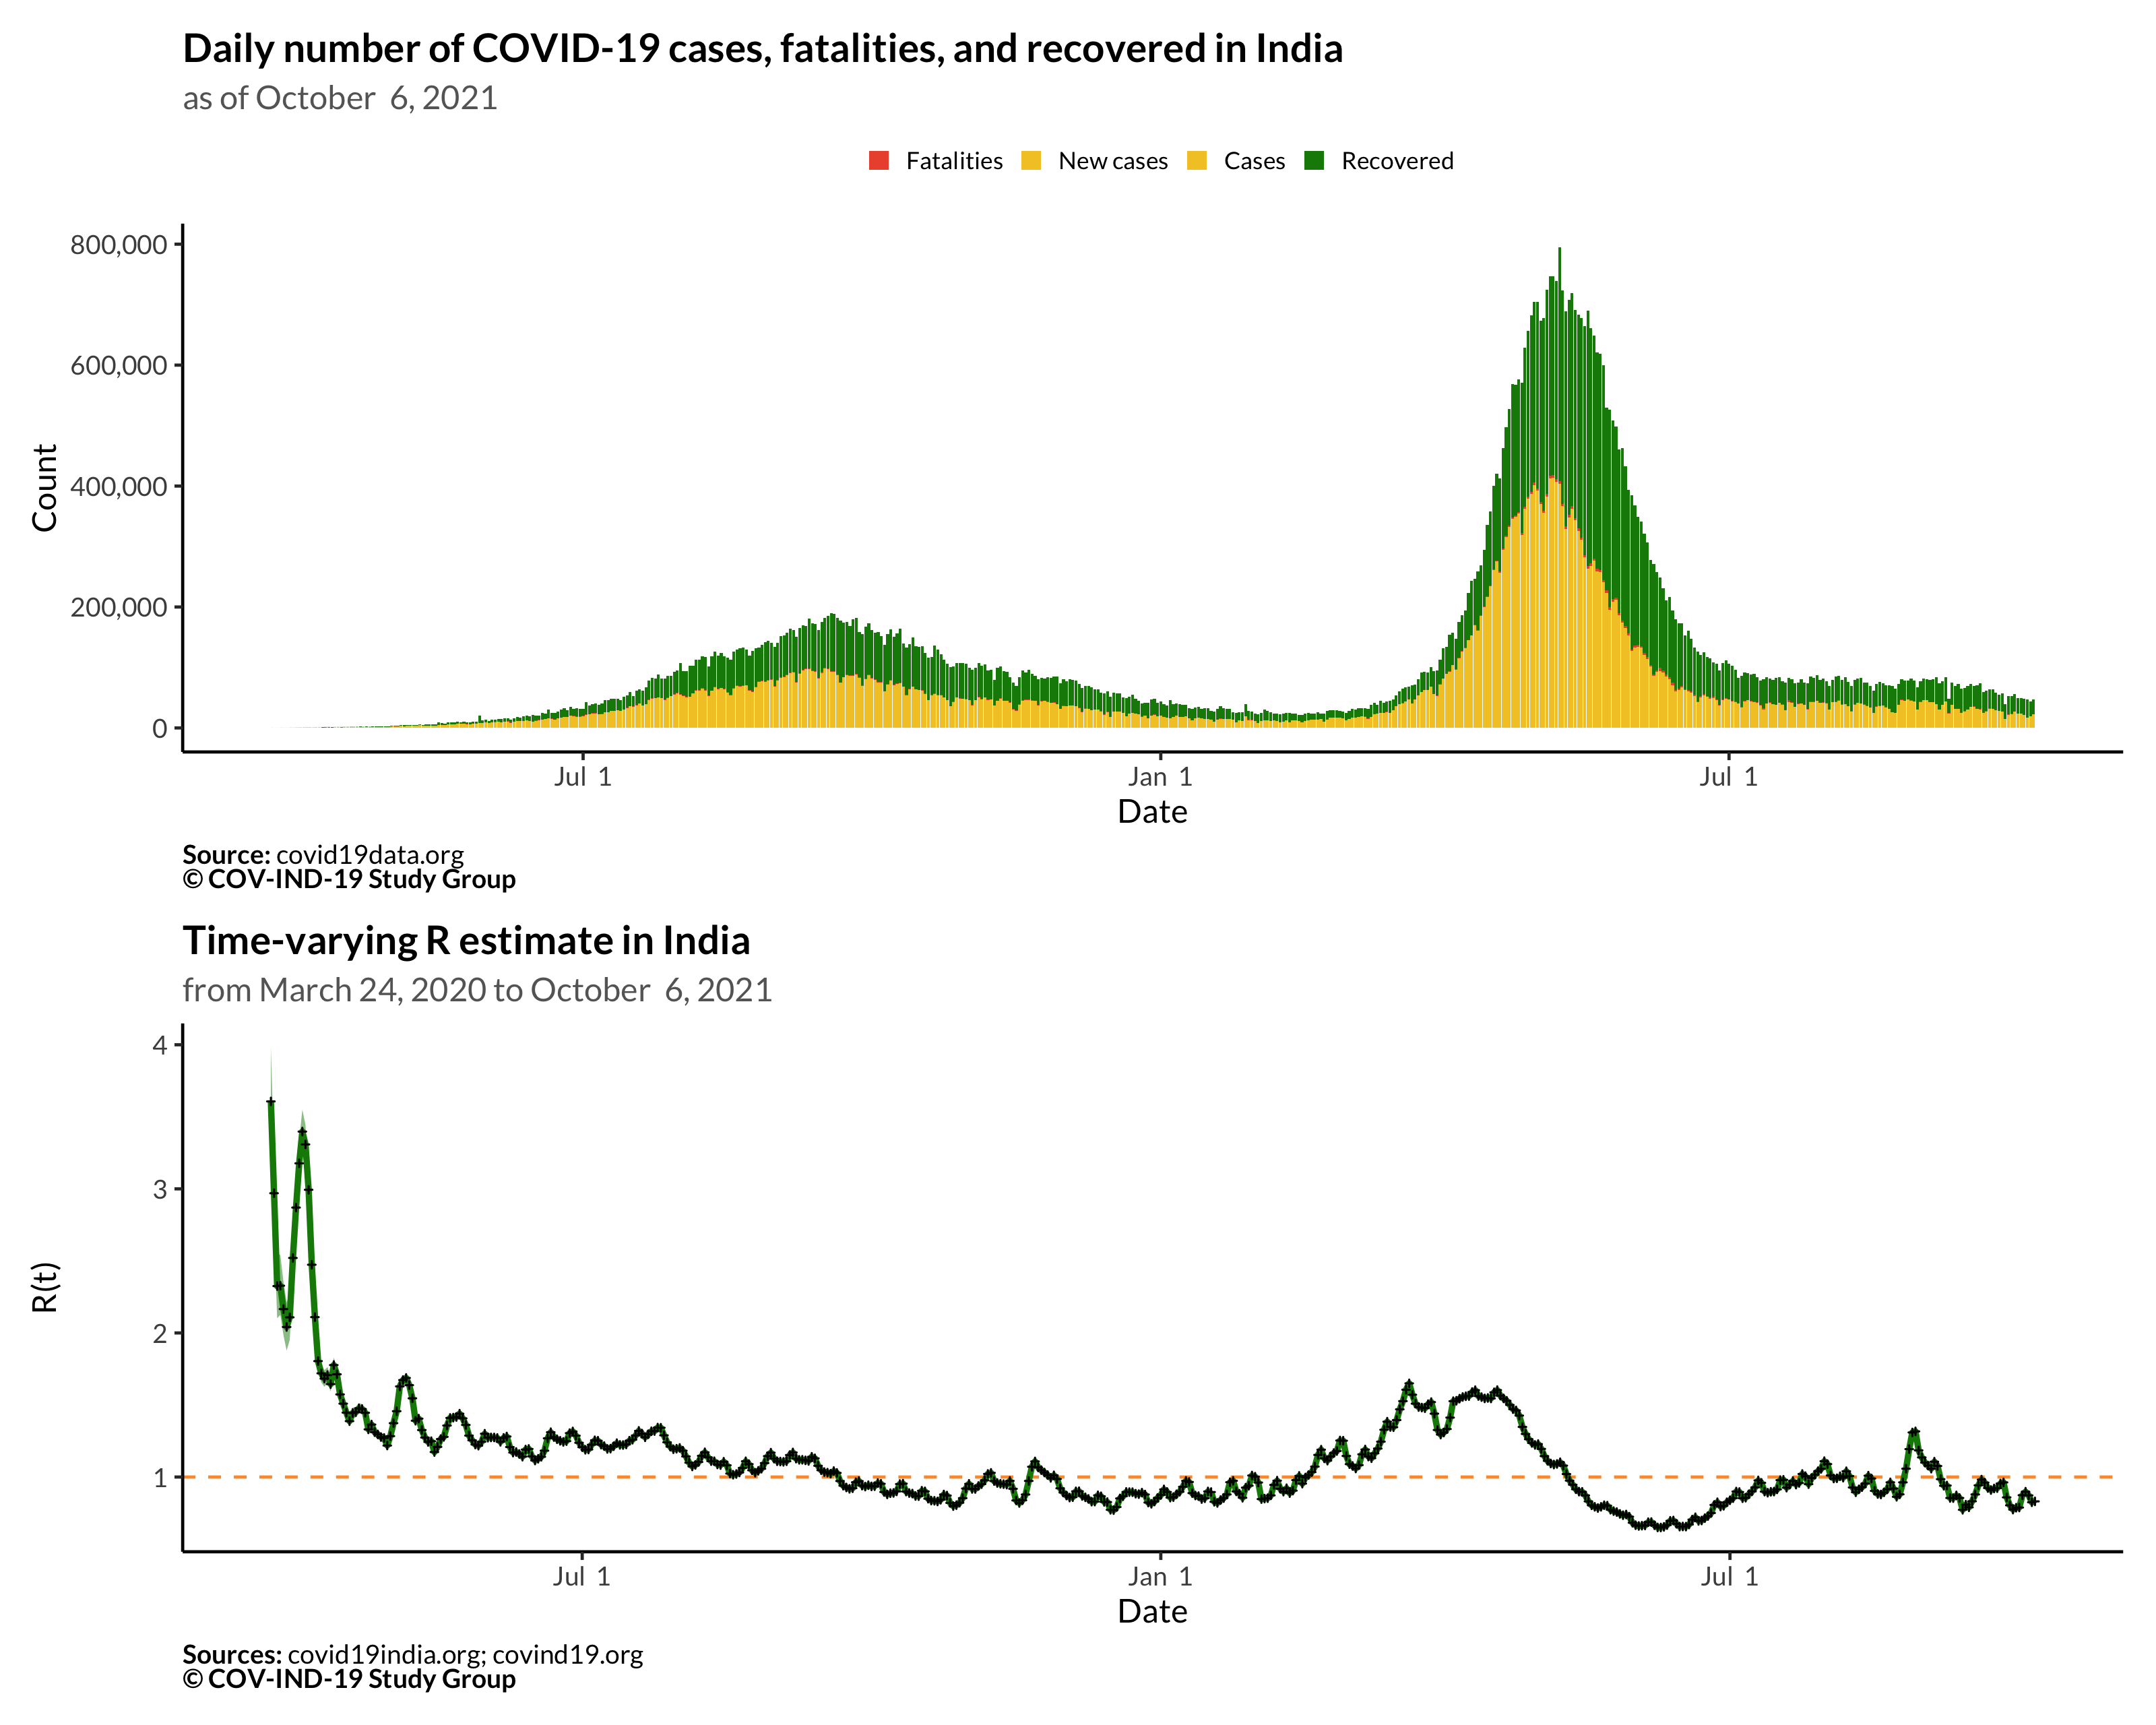 Daily number of COVID-19 cases, fatalities, and recovered in India
as of October  6, 2021
Fatalities New cases Cases Recovered
800,000
600,000
400,000
200,000
0
Count
Jul  1 Jan  1 Jul  1
Date
Source: covid19data.org
© COV-IND-19 Study Group
Time-varying R estimate in India
from March 24, 2020 to October  6, 2021
4
3
2
1
R(t)
Jul  1 Jan  1 Jul  1
Date
Sources: covid19india.org; covind19.org
© COV-IND-19 Study Group